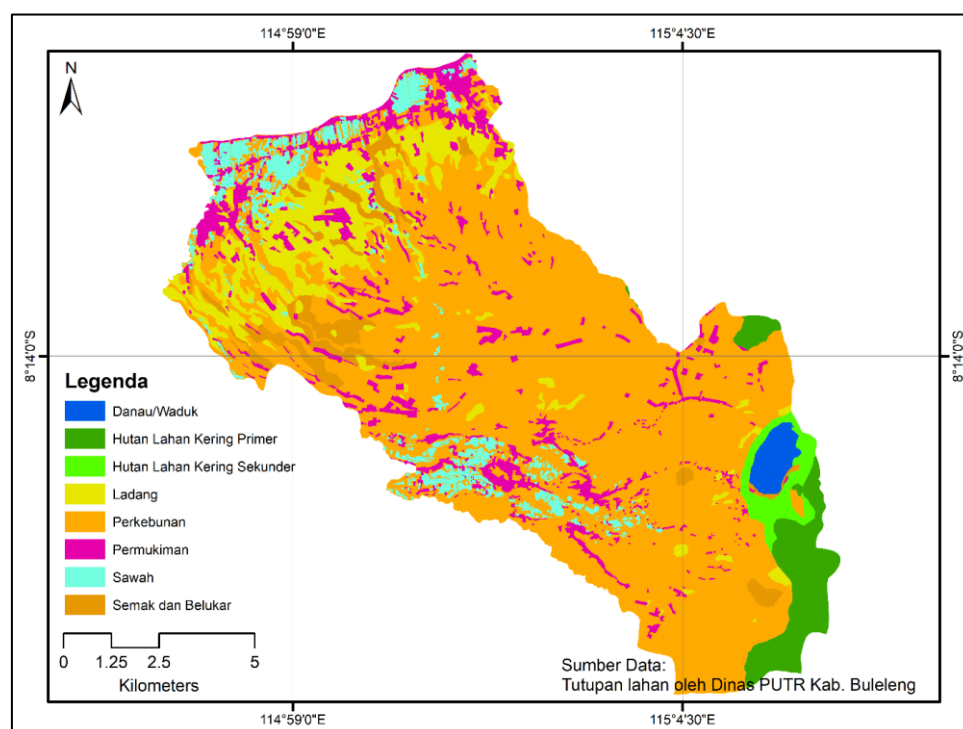 114°59'0"E
115°4'30"E
N
8°14'0"S
8°14'0"S
Legenda
Danau/Waduk
Hutan Lahan Kering Primer
Hutan Lahan Kering Sekunder
Ladang
Perkebunan
Permukiman
Sawah
Semak dan Belukar
0 1.25 2.5 5
Kilometers
Sumber Data:
Tutupan lahan oleh Dinas PUTR Kab. Buleleng
114°59'0"E
115°4'30"E